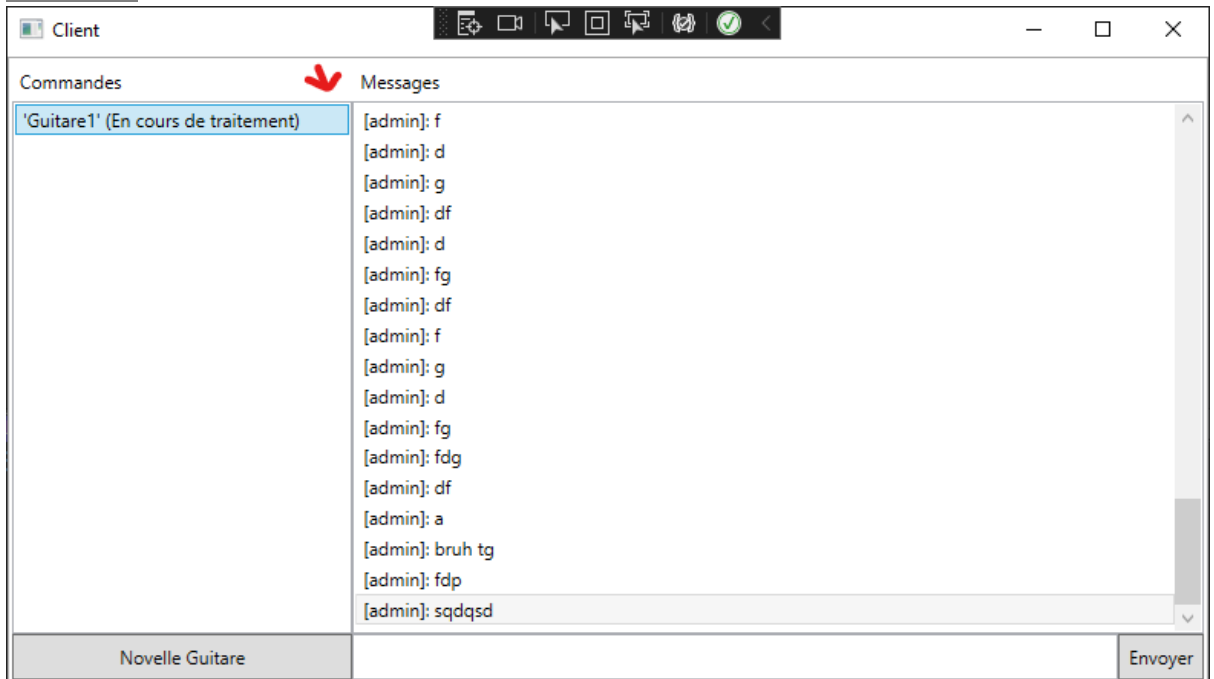 Client
Commandes
Messages
'Guitare1' (En cours de traitement)
[admin]: f
[admin]: d
[admin]: g
[admin]: df
[admin]: d
[admin]: fg
[admin]: df
[admin]: f
[admin]: g
[admin]: d
[admin]: fg
[admin]: fdg
[admin]: df
[admin]: a
[admin]: bruh tg
[admin]: fdp
[admin]: sqdqsd
Novelle Guitare
Envoyer